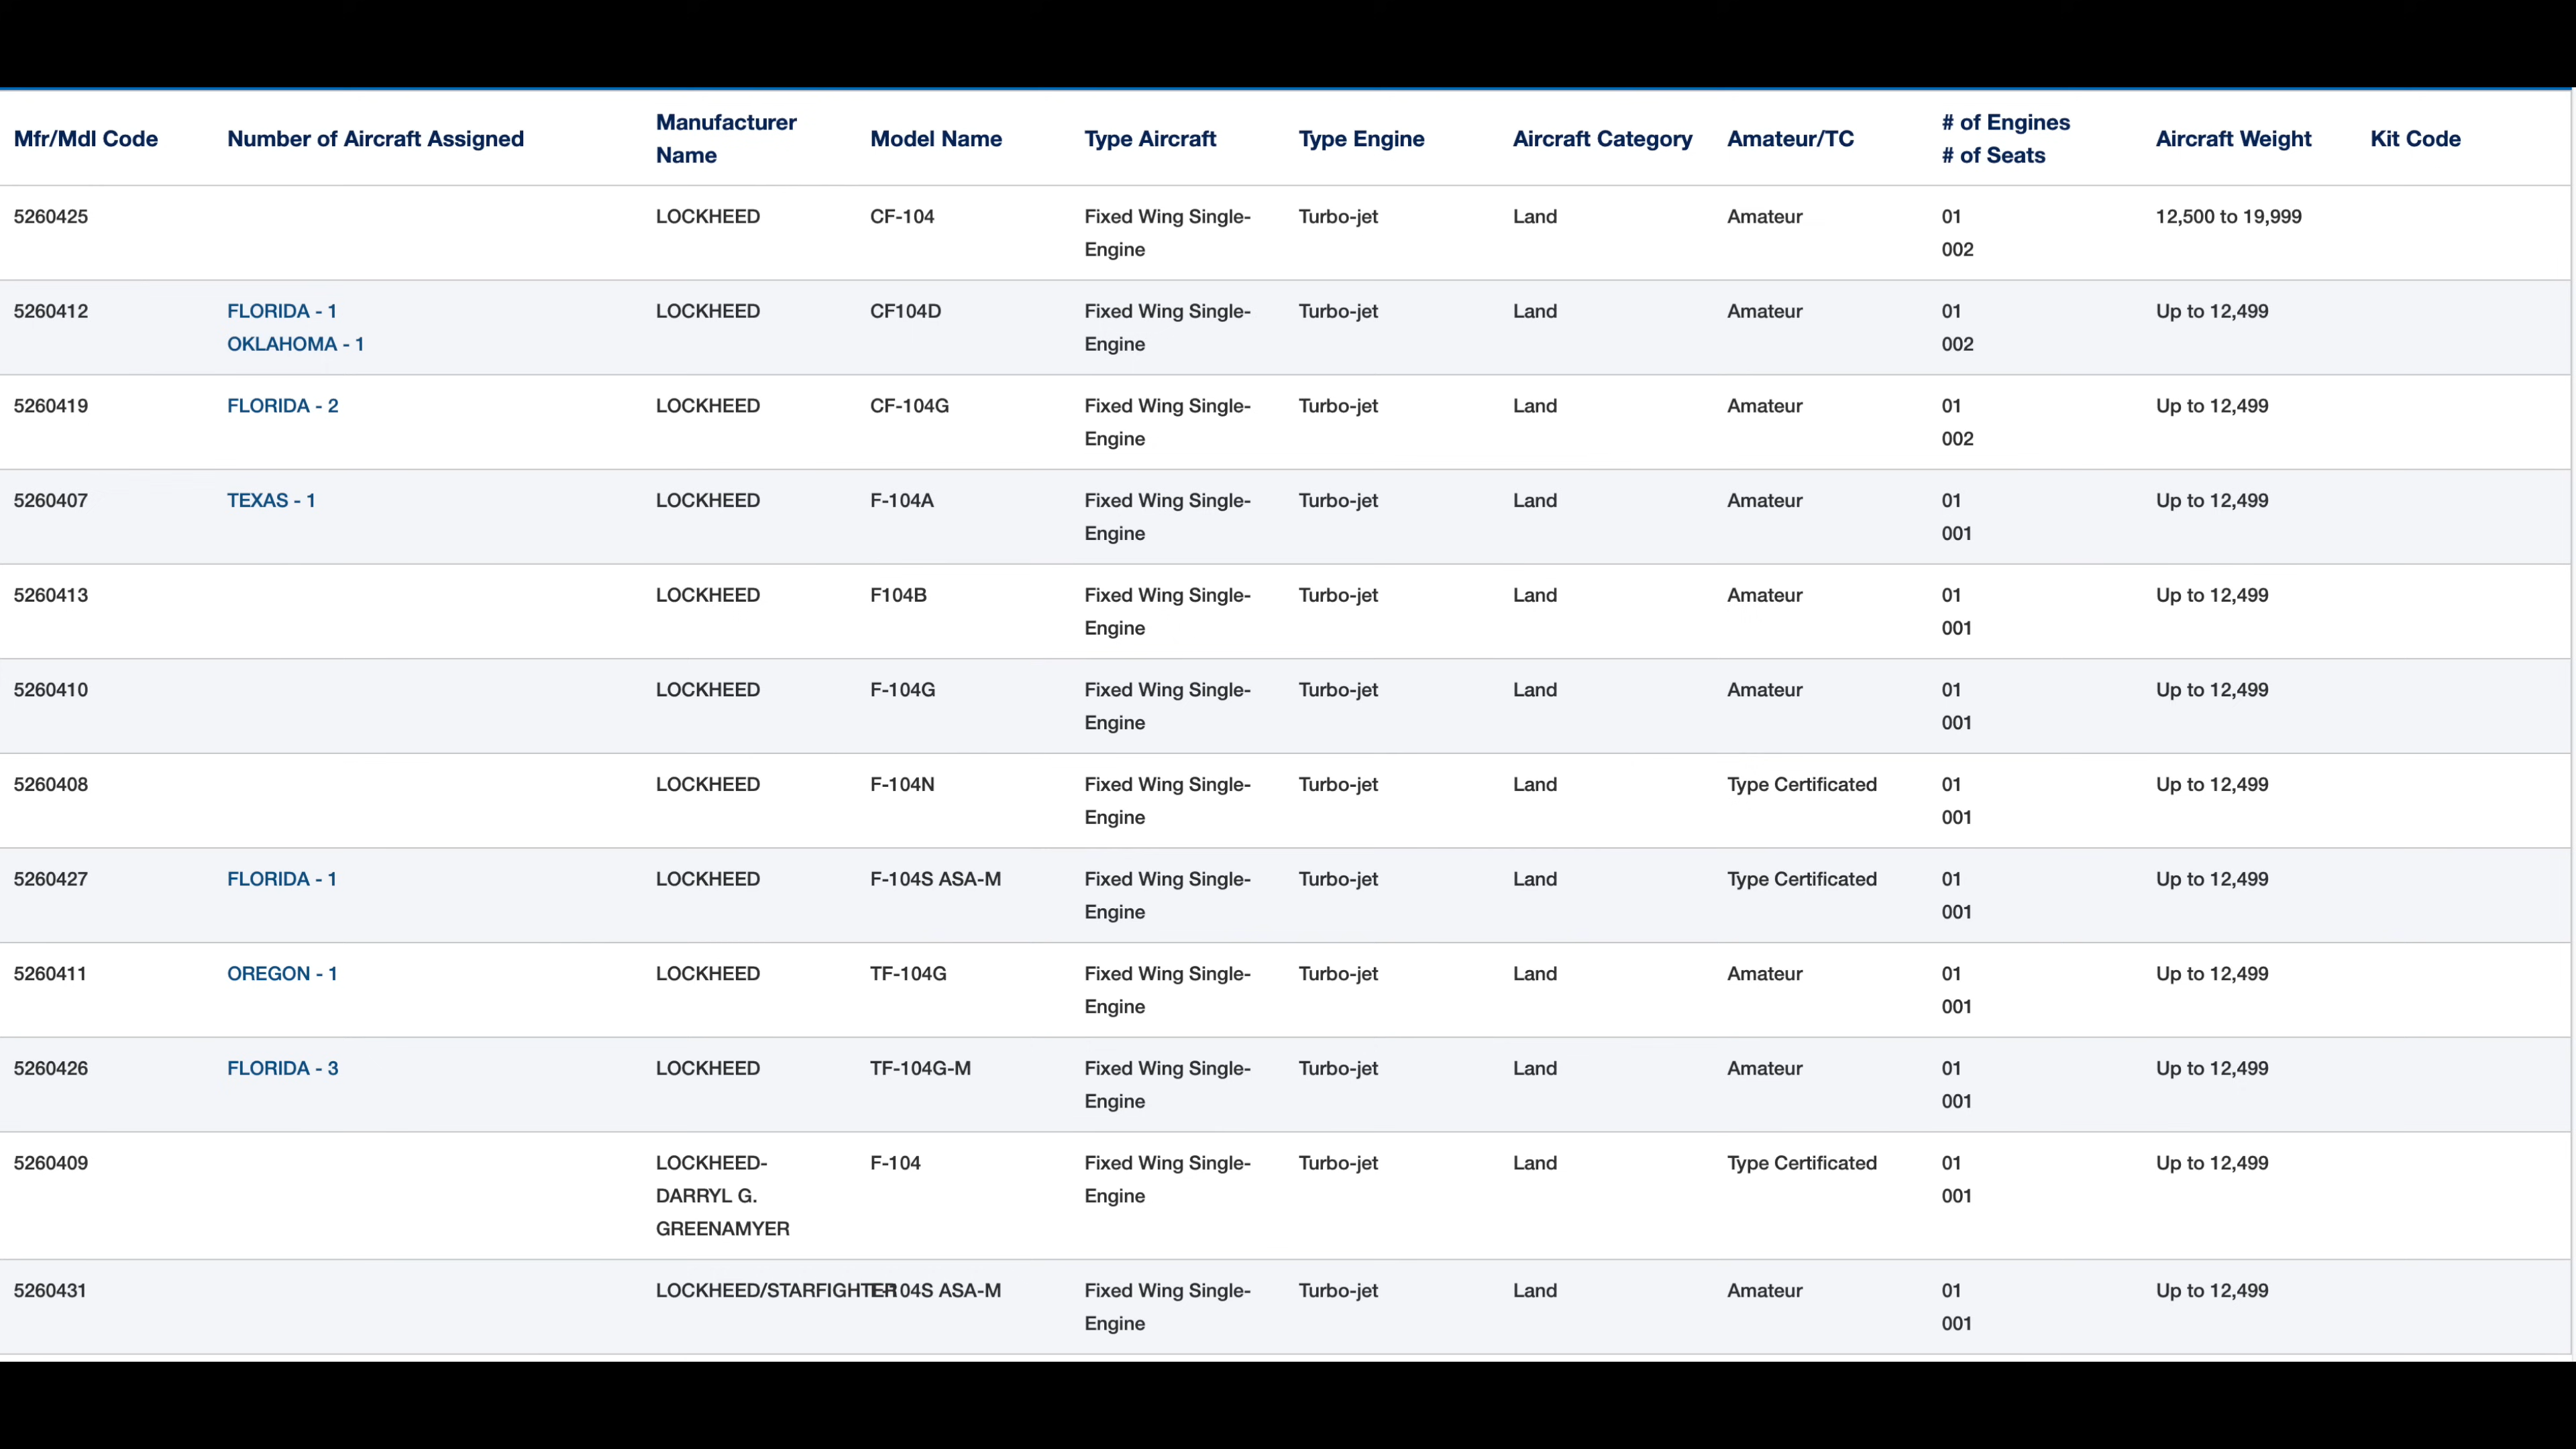 Mfr/Mdl Code Number of Aircraft Assigned Manufacturer Name Model Name Type Aircraft Type Engine Aircraft Category Amateur/TC # of Engines # of Seats Aircraft Weight Kit Code
5260425 LOCKHEED CF-104 Fixed Wing Single- Turbo-jet Land Amateur 01 12,500 to 19,999
Engine 002
5260412 FLORIDA - 1 LOCKHEED CF104D Fixed Wing Single- Turbo-jet Land Amateur 01 Up to 12,499
OKLAHOMA - 1 Engine 002
5260419 FLORIDA - 2 LOCKHEED CF-104G Fixed Wing Single- Turbo-jet Land Amateur 01 Up to 12,499
Engine 002
5260407 TEXAS - 1 LOCKHEED F-104A Fixed Wing Single- Turbo-jet Land Amateur 01 Up to 12,499
Engine 001
5260413 LOCKHEED F104B Fixed Wing Single- Turbo-jet Land Amateur 01 Up to 12,499
Engine 001
5260410 LOCKHEED F-104G Fixed Wing Single- Turbo-jet Land Amateur 01 Up to 12,499
Engine 001
5260408 LOCKHEED F-104N Fixed Wing Single- Turbo-jet Land Type Certificated 01 Up to 12,499
Engine 001
5260427 FLORIDA - 1 LOCKHEED F-104S ASA-M Fixed Wing Single- Turbo-jet Land Type Certificated 01 Up to 12,499
Engine 001
5260411 OREGON - 1 LOCKHEED TF-104G Fixed Wing Single- Turbo-jet Land Amateur 01 Up to 12,499
Engine 001
5260426 FLORIDA - 3 LOCKHEED TF-104G-M Fixed Wing Single- Turbo-jet Land Amateur 01 Up to 12,499
Engine 001
5260409 LOCKHEED- F-104 Fixed Wing Single- Turbo-jet Land Type Certificated 01 Up to 12,499
DARRYL G. Engine 001
GREENAMYER
5260431 LOCKHEED/STARFIGHTER ASA-M Fixed Wing Single- Turbo-jet Land Amateur 01 Up to 12,499
Engine 001